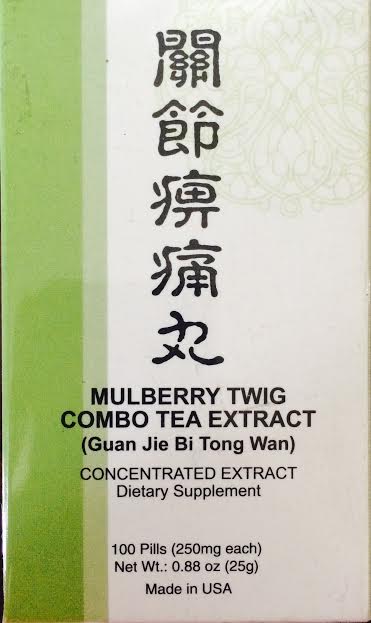 關節痹痛丸
MULBERRY TWIG
COMBO TEA EXTRACT
(Guan Jie Bi Tong Wan)
CONCENTRATED EXTRACT
Dietary Supplement
100 Pills (250mg each)
Net Wt.: 0.88 oz (25g)
Made in USA